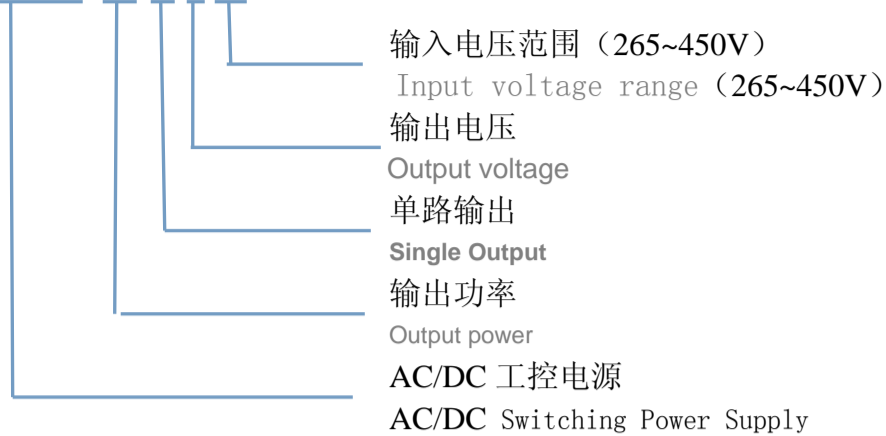 输入电压范围（265~450V）
Input voltage range（265~450V）
输出电压
Output voltage
单路输出
Single Output
输出功率
Output power
AC/DC 工控电源
AC/DC Switching Power Supply